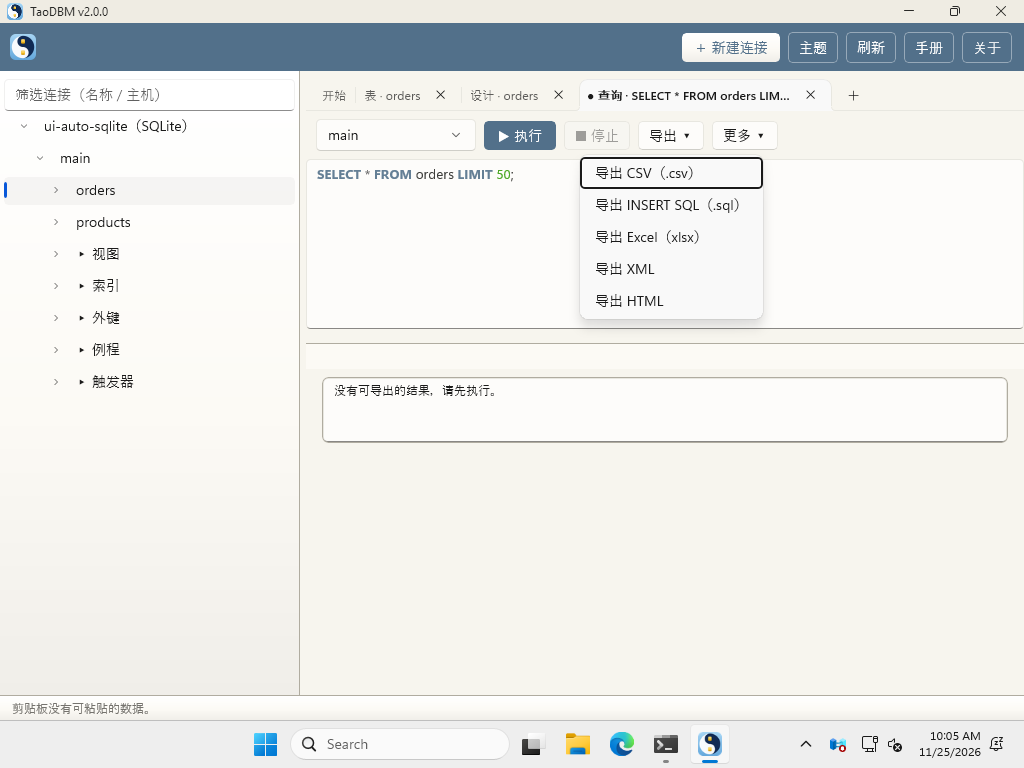 TaoDBM v2.0.0
+ 新建连接
主题
刷新
手册
关于
筛选连接（名称 / 主机）
开始
表 · orders
设计 · orders
● 查询 · SELECT * FROM orders LIM...
ui-auto-sqlite（SQLite）
main
orders
products
视图
索引
外键
例程
触发器
main
执行
停止
导出
更多
SELECT * FROM orders LIMIT 50;
导出 CSV（.csv）
导出 INSERT SQL（.sql）
导出 Excel（xlsx）
导出 XML
导出 HTML
没有可导出的结果，请先执行。
剪贴板没有可粘贴的数据。
Search
10:05 AM
11/25/2026